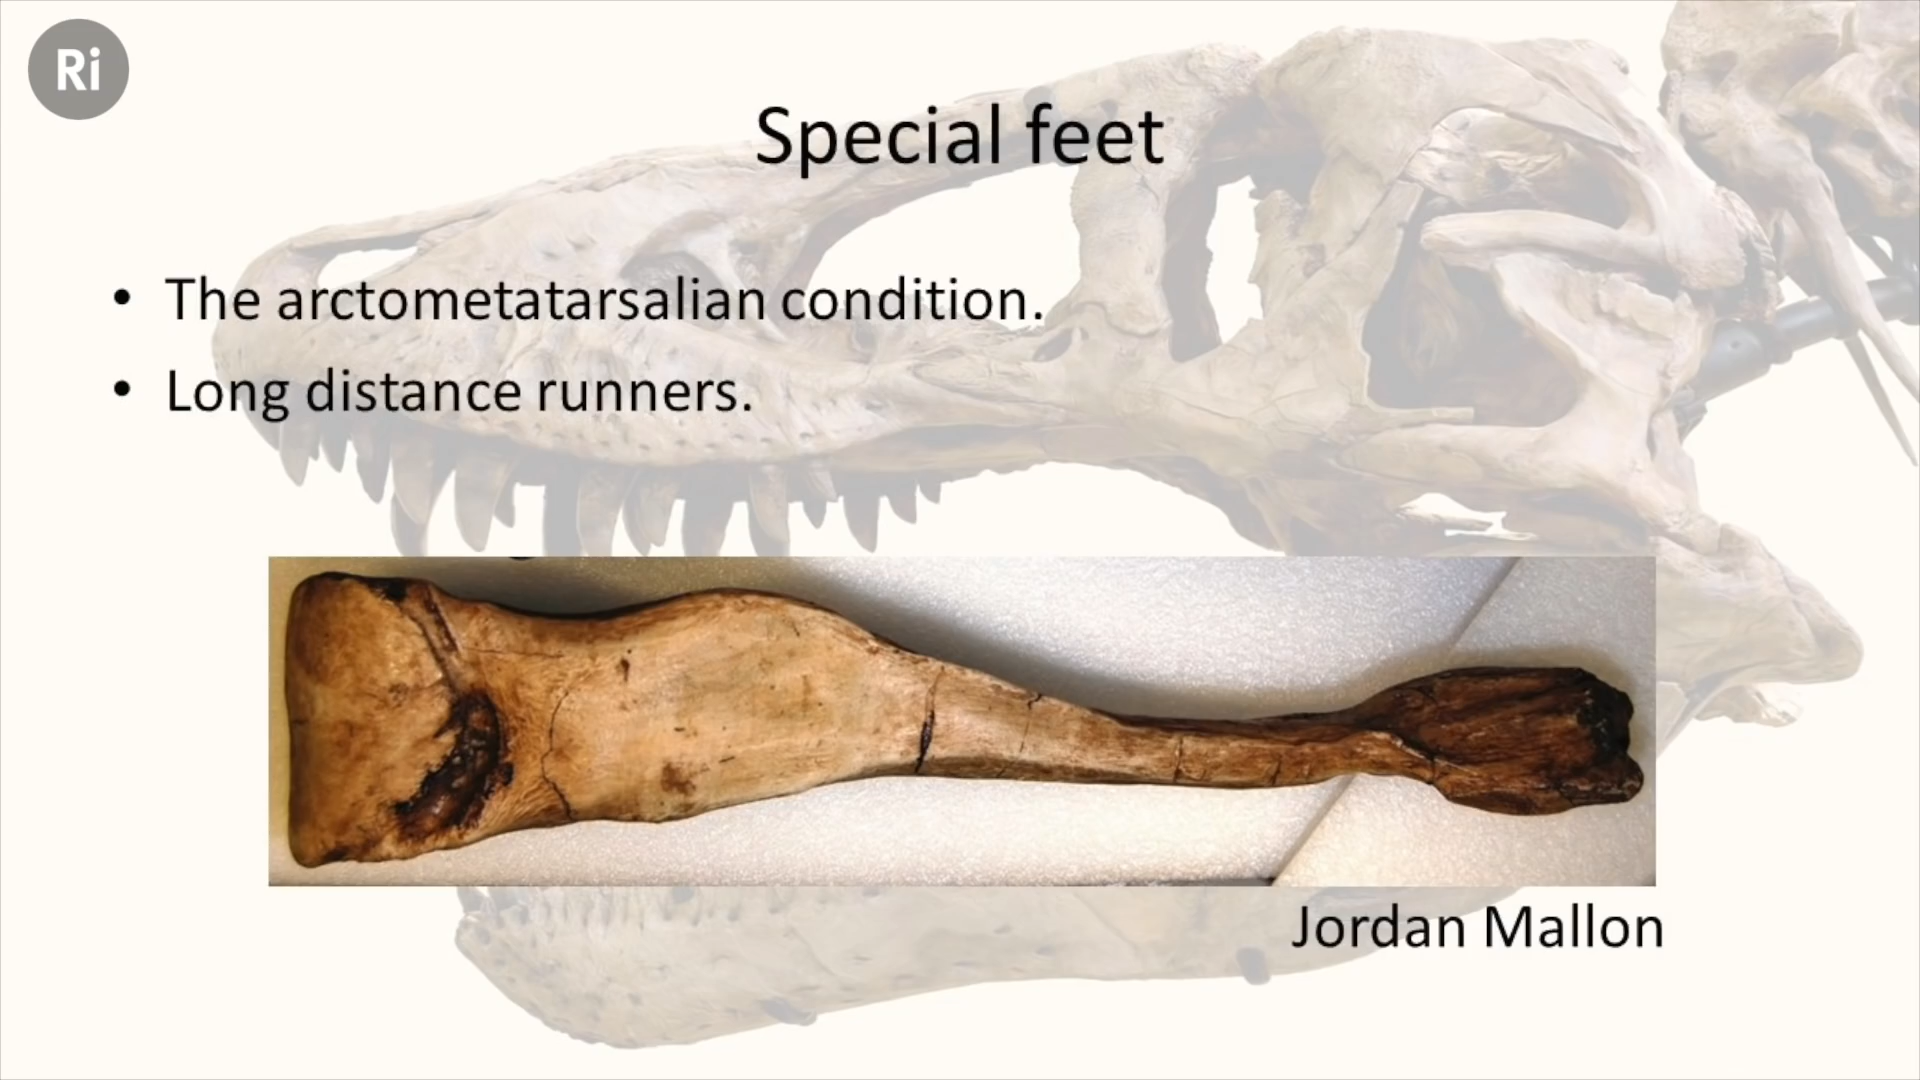 Ri
Special feet
• The arctometatarsalian condition.
• Long distance runners.
Jordan Mallon